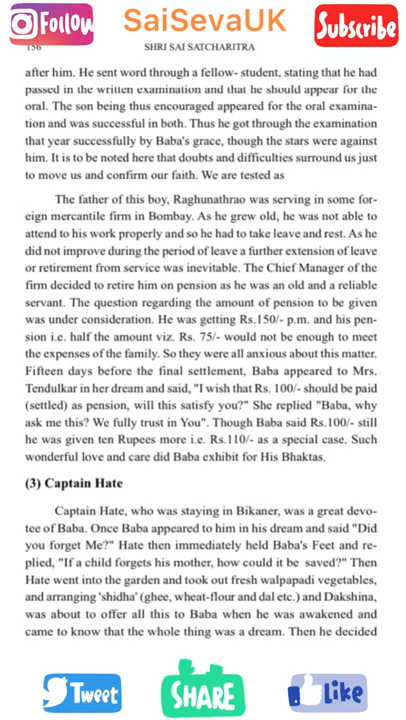 Follow
SaiSevaUK
Subscribe
156
SHRI SAI SATCHARITRA
after him. He sent word through a fellow- student, stating that he had
passed in the written examination and that he should appear for the
oral. The son being thus encouraged appeared for the oral examina-
tion and was successful in both. Thus he got through the examination
that year successfully by Baba's grace, though the stars were against
him. It is to be noted here that doubts and difficulties surround us just
to move us and confirm our faith. We are tested as
The father of this boy, Raghunathrao was serving in some for-
eign mercantile firm in Bombay. As he grew old, he was not able to
attend to his work properly and so he had to take leave and rest. As he
did not improve during the period of leave a further extension of leave
or retirement from service was inevitable. The Chief Manager of the
firm decided to retire him on pension as he was an old and a reliable
servant. The question regarding the amount of pension to be given
was under consideration. He was getting Rs.150/- p.m. and his pen-
sion i.e. half the amount viz. Rs. 75/- would not be enough to meet
the expenses of the family. So they were all anxious about this matter.
Fifteen days before the final settlement, Baba appeared to Mrs.
Tendulkar in her dream and said, "I wish that Rs. 100/- should be paid
(settled) as pension, will this satisfy you?" She replied "Baba, why
ask me this? We fully trust in You". Though Baba said Rs.100/- still
he was given ten Rupees more i.e. Rs.110/- as a special case. Such
wonderful love and care did Baba exhibit for His Bhaktas.
(3) Captain Hate
Captain Hate, who was staying in Bikaner, was a great devo-
tee of Baba. Once Baba appeared to him in his dream and said "Did
you forget Me?" Hate then immediately held Baba's Feet and re-
plied, "If a child forgets his mother, how could it be saved?" Then
Hate went into the garden and took out fresh walpapadi vegetables,
and arranging 'shidha' (ghee, wheat-flour and dal etc.) and Dakshina,
was about to offer all this to Baba when he was awakened and
came to know that the whole thing was a dream. Then he decided
Tweet
SHARE
Like